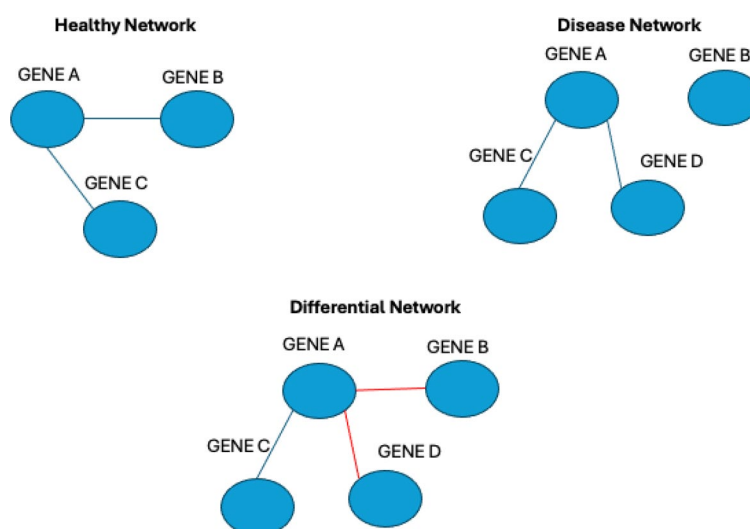 Healthy Network
GENE A
GENE B
GENE C
Disease Network
GENE A
GENE B
GENE C
GENE D
Differential Network
GENE A
GENE B
GENE C
GENE D